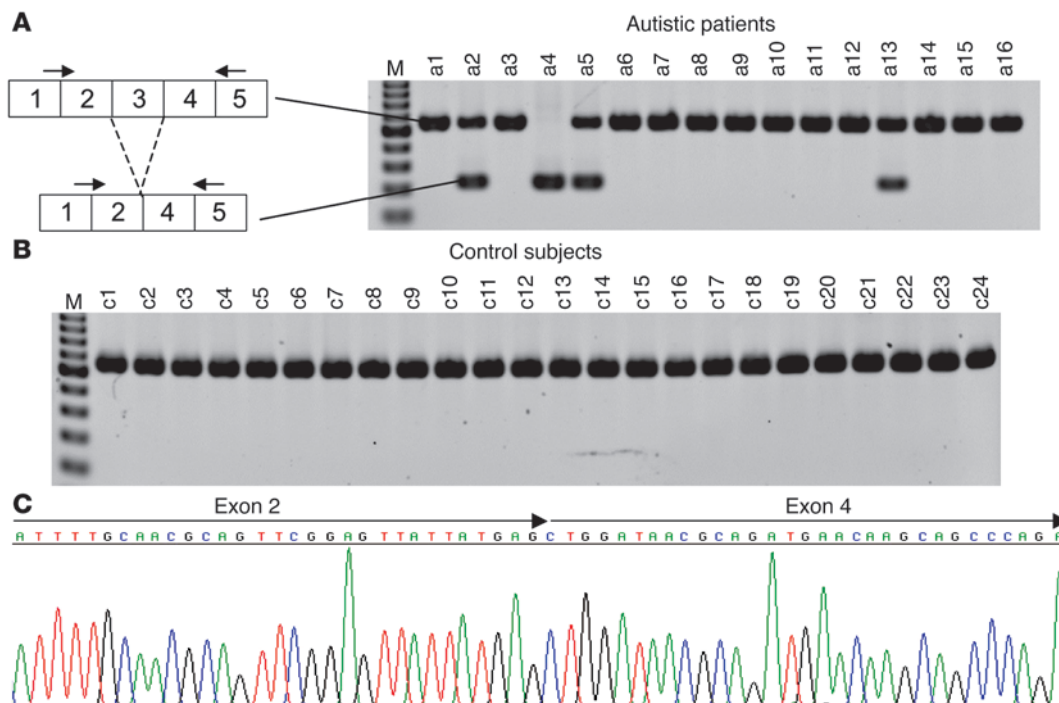 A
Autistic patients
M a1 a2 a3 a4 a5 a6 a7 a8 a9 a10 a11 a12 a13 a14 a15 a16
1 2 3 4 5
1 2 4 5
B
Control subjects
M c1 c2 c3 c4 c5 c6 c7 c8 c9 c10 c11 c12 c13 c14 c15 c16 c17 c18 c19 c20 c21 c22 c23 c24
C
Exon 2 Exon 4
A T T T T G C A A C G C A G T T C G G A G T T A T T A T G A G C T G G A T A A C G C A G A T G A A C A A G C A G C C C A G A